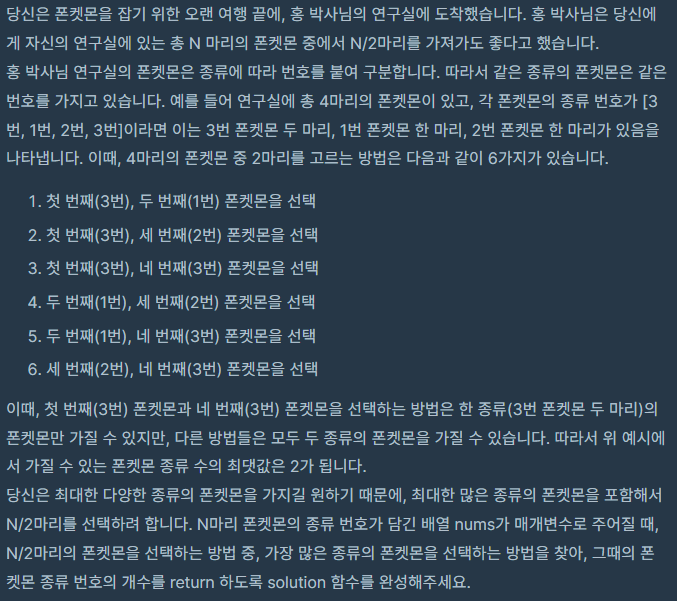 당신은 폰켓몬을 잡기 위한 오랜 여행 끝에, 홍 박사님의 연구실에 도착했습니다. 홍 박사님은 당신에
게 자신의 연구실에 있는 총 N 마리의 폰켓몬 중에서 N/2마리를 가져가도 좋다고 했습니다.
홍 박사님 연구실의 폰켓몬은 종류에 따라 번호를 붙여 구분합니다. 따라서 같은 종류의 폰켓몬은 같은
번호를 가지고 있습니다. 예를 들어 연구실에 총 4마리의 폰켓몬이 있고, 각 폰켓몬의 종류 번호가 [3
번, 1번, 2번, 3번]이라면 이는 3번 폰켓몬 두 마리, 1번 폰켓몬 한 마리, 2번 폰켓몬 한 마리가 있음을
나타냅니다. 이때, 4마리의 폰켓몬 중 2마리를 고르는 방법은 다음과 같이 6가지가 있습니다.
1. 첫 번째(3번), 두 번째(1번) 폰켓몬을 선택
2. 첫 번째(3번), 세 번째(2번) 폰켓몬을 선택
3. 첫 번째(3번), 네 번째(3번) 폰켓몬을 선택
4. 두 번째(1번), 세 번째(2번) 폰켓몬을 선택
5. 두 번째(1번), 네 번째(3번) 폰켓몬을 선택
6. 세 번째(2번), 네 번째(3번) 폰켓몬을 선택
이때, 첫 번째(3번) 폰켓몬과 네 번째(3번) 폰켓몬을 선택하는 방법은 한 종류(3번 폰켓몬 두 마리)의
폰켓몬만 가질 수 있지만, 다른 방법들은 모두 두 종류의 폰켓몬을 가질 수 있습니다. 따라서 위 예시에
서 가질 수 있는 폰켓몬 종류 수의 최댓값은 2가 됩니다.
당신은 최대한 다양한 종류의 폰켓몬을 가지길 원하기 때문에, 최대한 많은 종류의 폰켓몬을 포함해서
N/2마리를 선택하려 합니다. N마리 폰켓몬의 종류 번호가 담긴 배열 nums가 매개변수로 주어질 때,
N/2마리의 폰켓몬을 선택하는 방법 중, 가장 많은 종류의 폰켓몬을 선택하는 방법을 찾아, 그때의 폰
켓몬 종류 번호의 개수를 return 하도록 solution 함수를 완성해주세요.